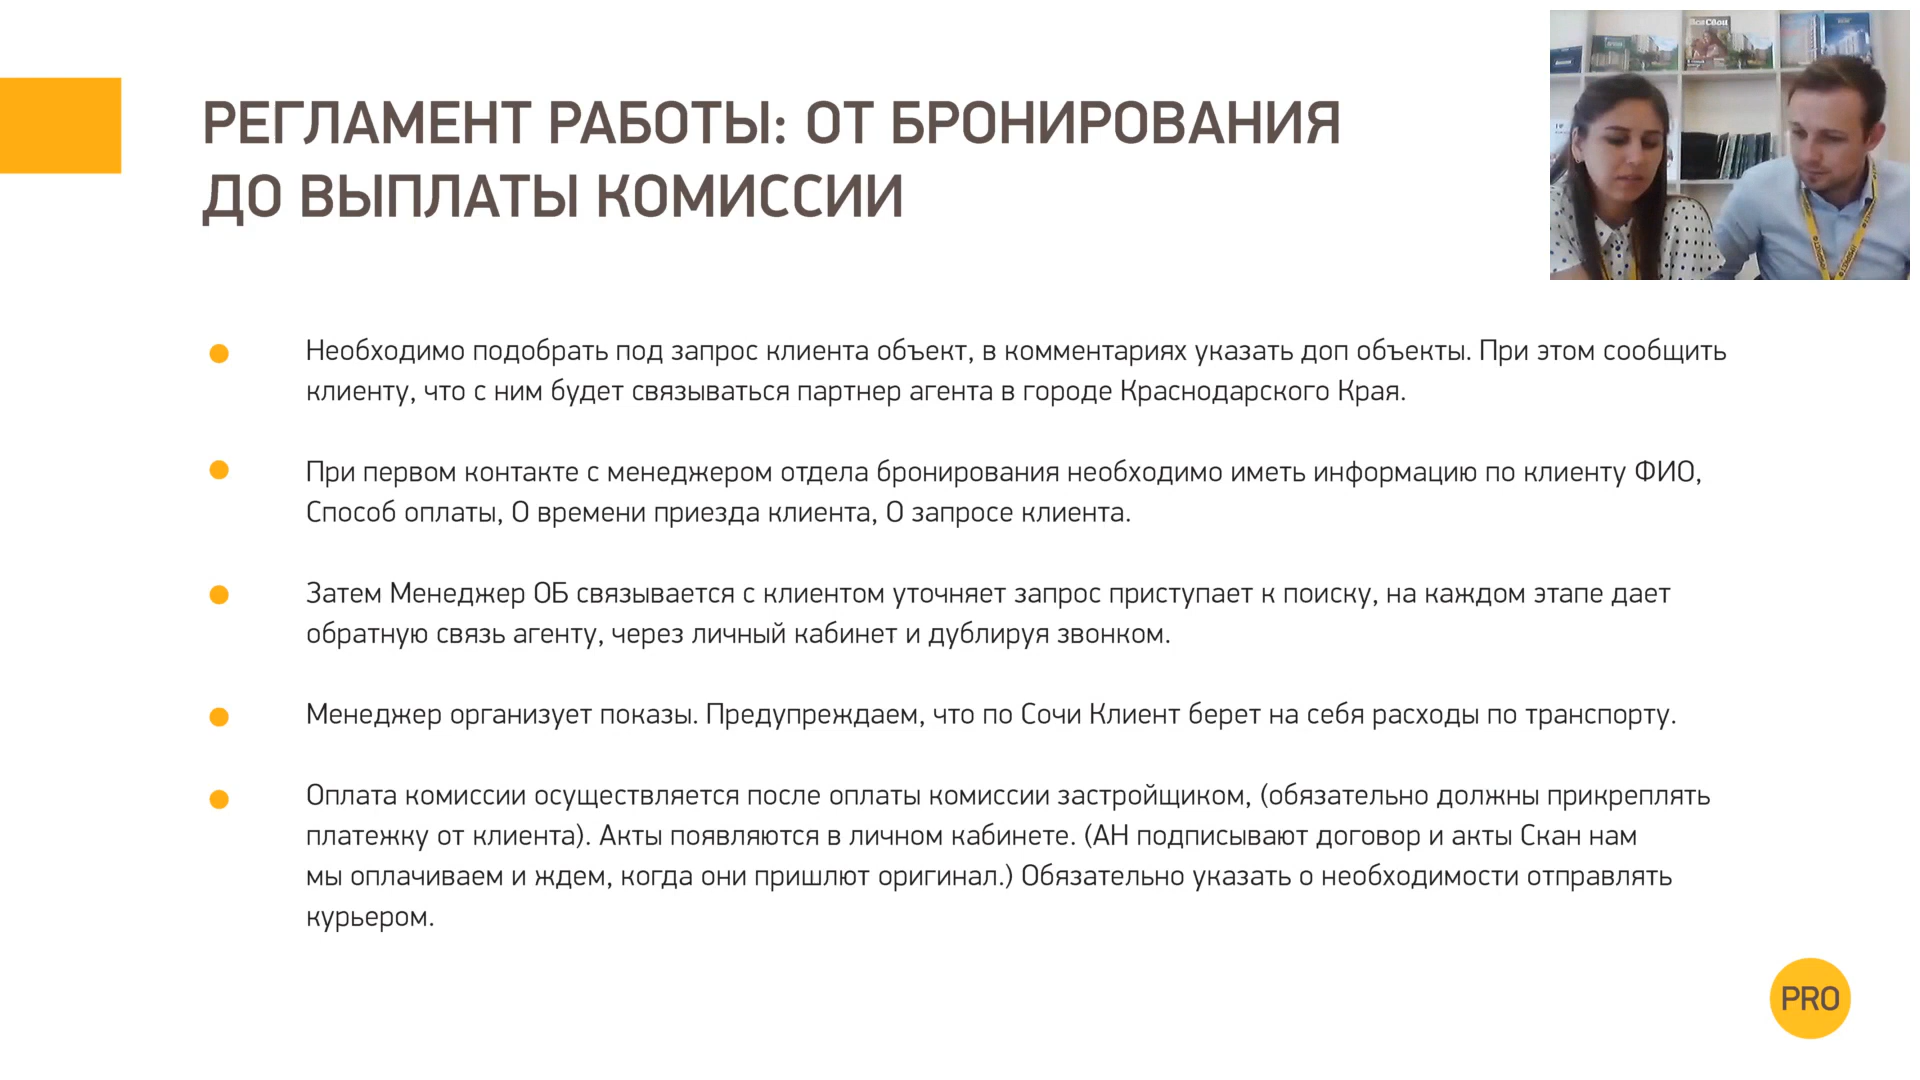 РЕГЛАМЕНТ РАБОТЫ: ОТ БРОНИРОВАНИЯ
ДО ВЫПЛАТЫ КОМИССИИ
Необходимо подобрать под запрос клиента объект, в комментариях указать доп объекты. При этом сообщить
клиенту, что с ним будет связываться партнер агента в городе Краснодарского Края.
При первом контакте с менеджером отдела бронирования необходимо иметь информацию по клиенту ФИО,
Способ оплаты, О времени приезда клиента, О запросе клиента.
Затем Менеджер ОБ связывается с клиентом уточняет запрос приступает к поиску, на каждом этапе дает
обратную связь агенту, через личный кабинет и дублируя звонком.
Менеджер организует показы. Предупреждаем, что по Сочи Клиент берет на себя расходы по транспорту.
Оплата комиссии осуществляется после оплаты комиссии застройщиком, (обязательно должны прикреплять
платежку от клиента). Акты появляются в личном кабинете. (АН подписывают договор и акты Скан нам
мы оплачиваем и ждем, когда они пришлют оригинал.) Обязательно указать о необходимости отправлять
курьером.
PRO